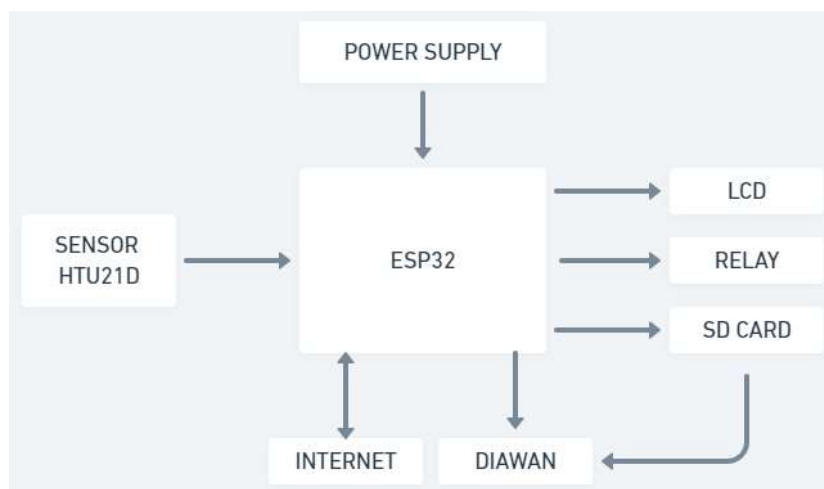 POWER SUPPLY
SENSOR
HTU21D
ESP32
LCD
RELAY
SD CARD
INTERNET
DIAWAN